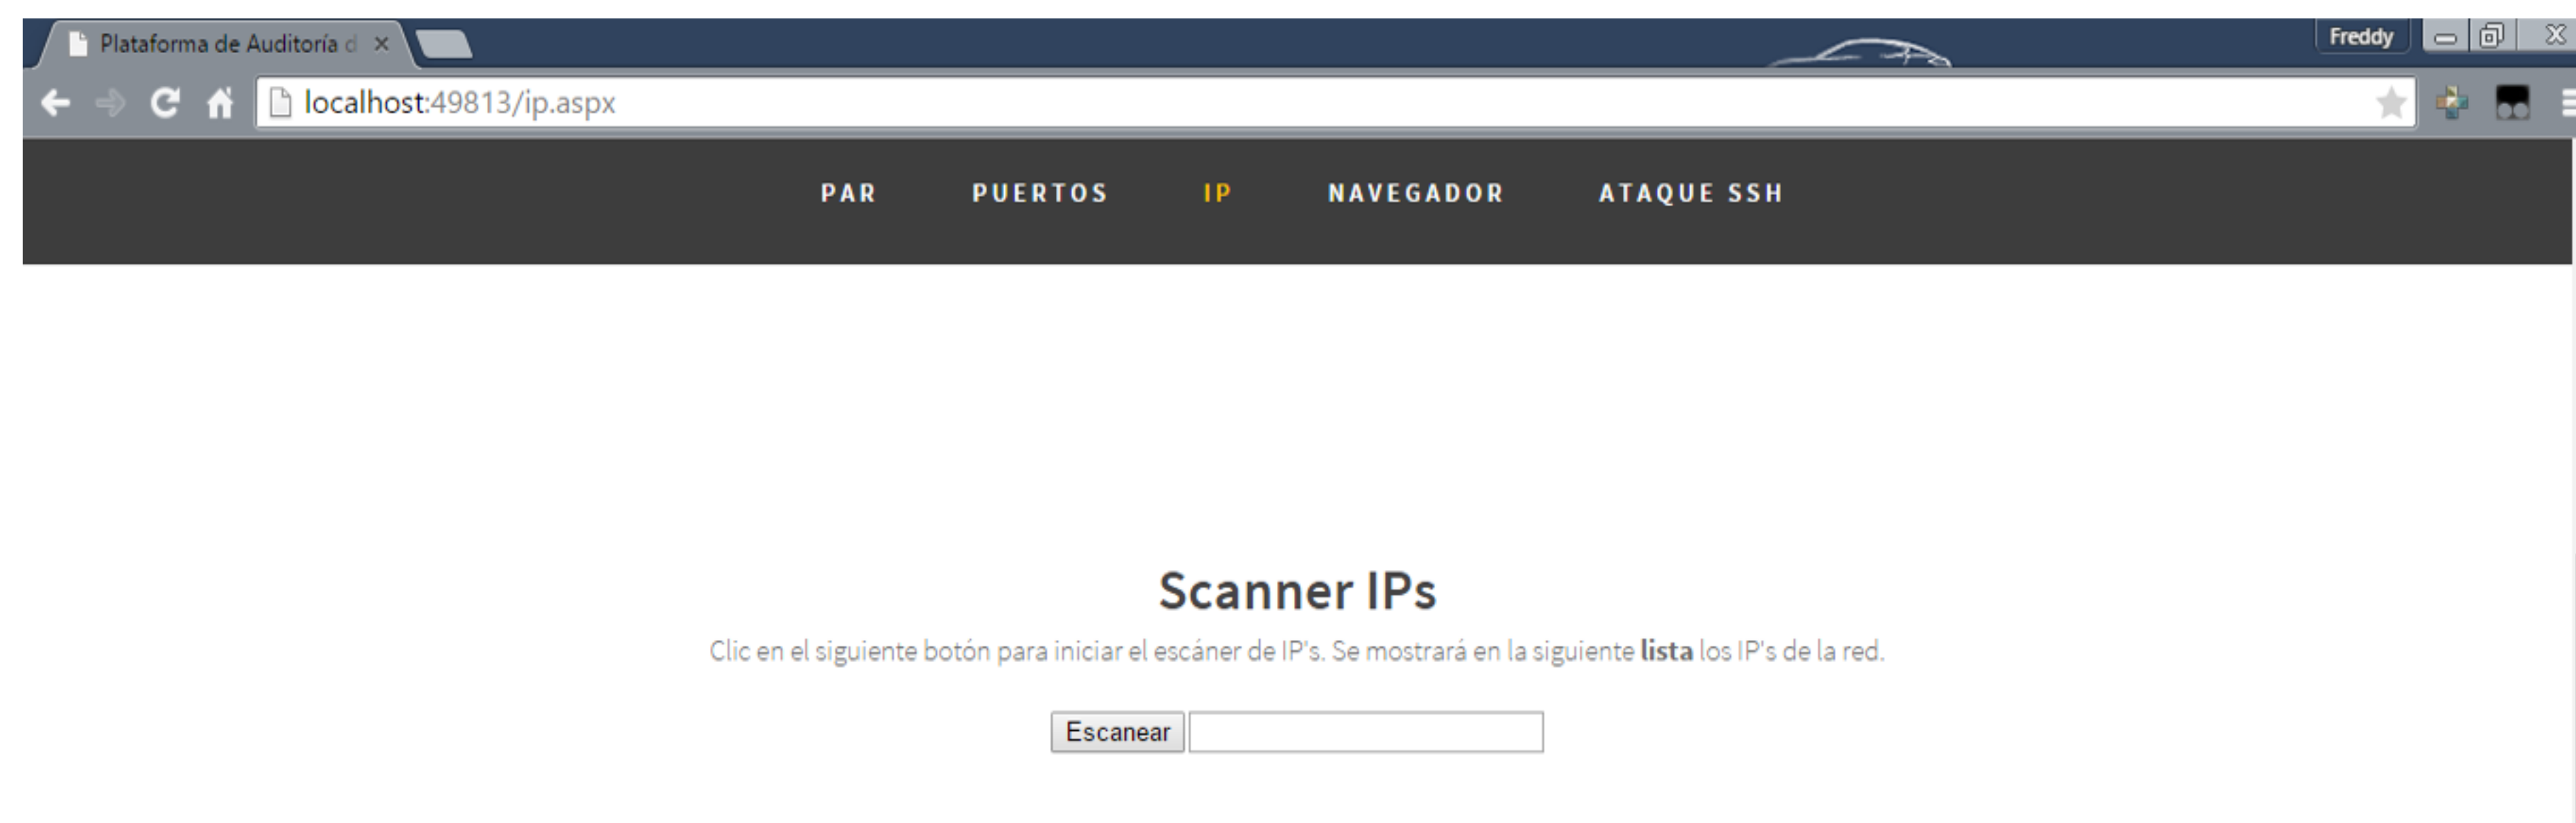 Plataforma de Auditoría d
Freddy
localhost:49813/ip.aspx
PAR PUERTOS IP NAVEGADOR ATAQUE SSH
Scanner IPs
Clic en el siguiente botón para iniciar el escáner de IP's. Se mostrará en la siguiente lista los IP's de la red.
Escanear